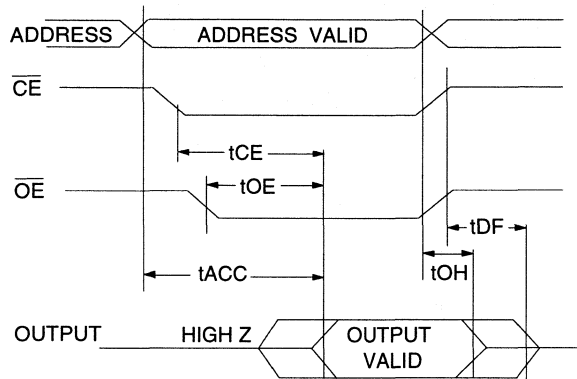 ADDRESS ADDRESS VALID
CE
tCE
OE
tOE
tDF
tACC
tOH
OUTPUT HIGH Z OUTPUT VALID